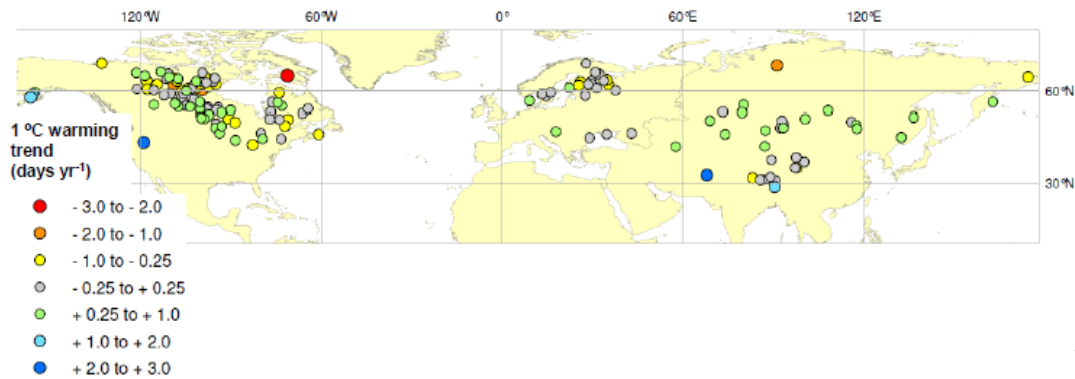 120°W 60°W 0° 60°E 120°E
60°N
30°N
1 ºC warming
trend
(days yr⁻¹)
- 3.0 to - 2.0
- 2.0 to - 1.0
- 1.0 to - 0.25
- 0.25 to + 0.25
+ 0.25 to + 1.0
+ 1.0 to + 2.0
+ 2.0 to + 3.0